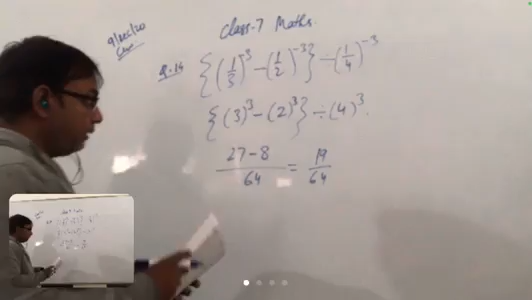 Class-7 Maths.
Q.14 {(1/3)^3 - (1/2)^-3} ÷ (1/4)^-3
{(3)^3 - (2)^3} ÷ (4)^3.
27-8/64 = 19/64